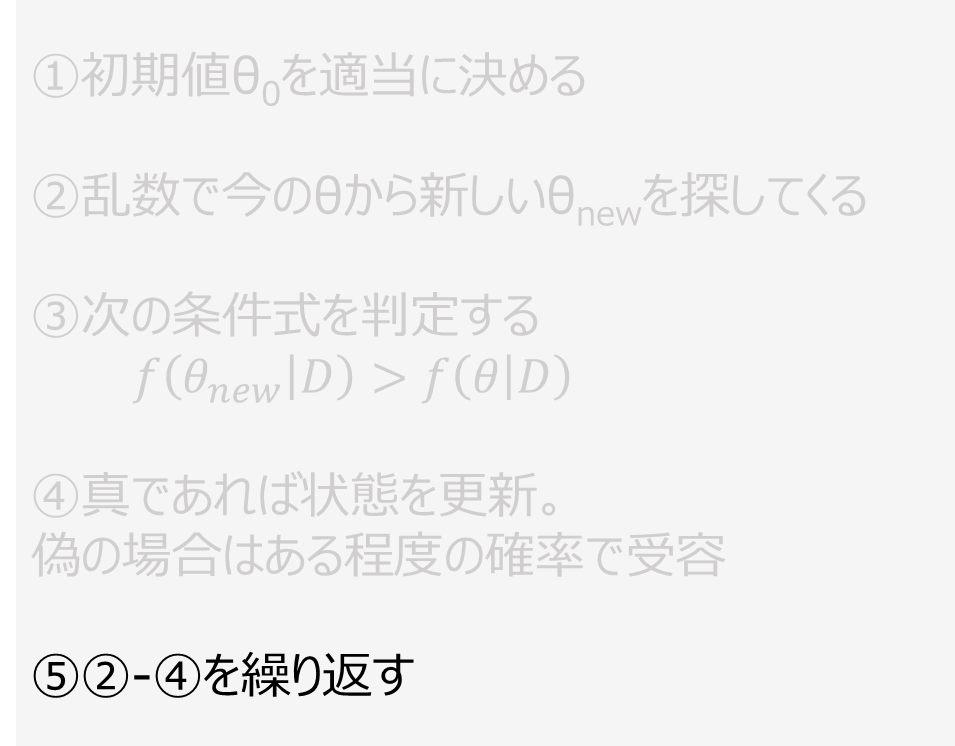 ①初期値θ0を適当に決める
②乱数で今のθから新しいθnewを探してくる
③次の条件式を判定する
f(θnew|D) > f(θ|D)
④真であれば状態を更新。
偽の場合はある程度の確率で受容
⑤②-④を繰り返す